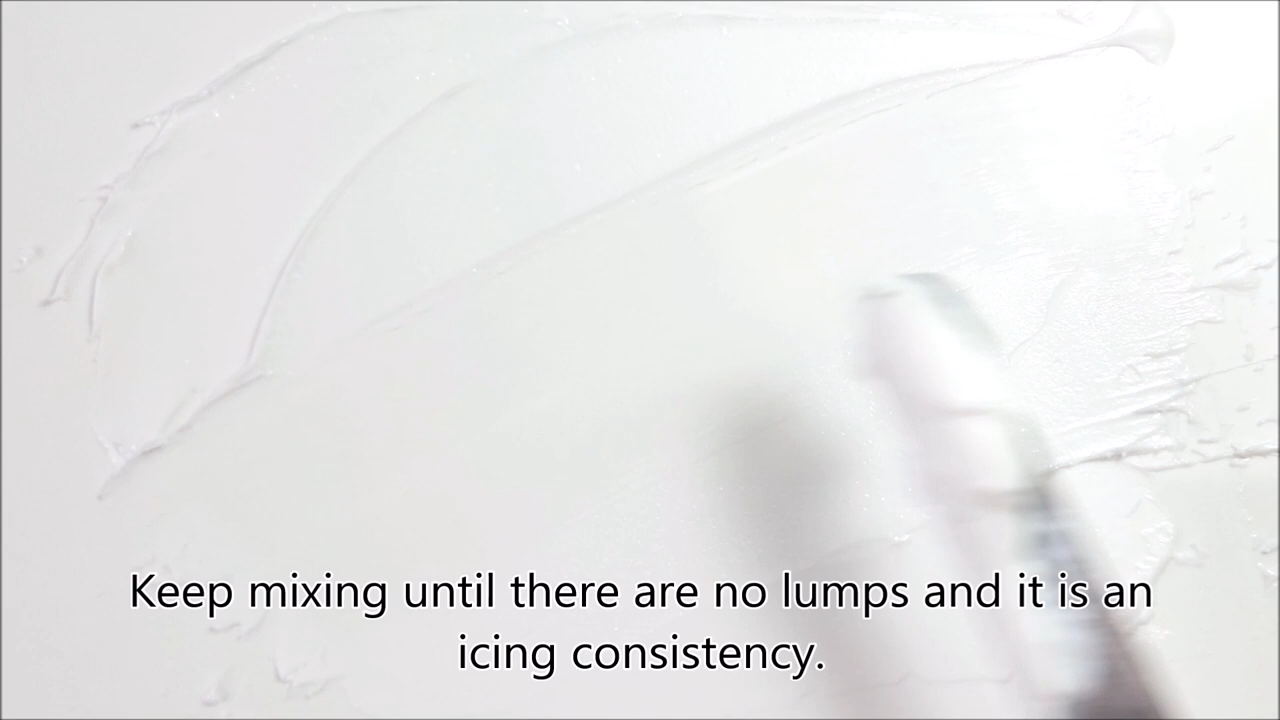 Keep mixing until there are no lumps and it is an
icing consistency.